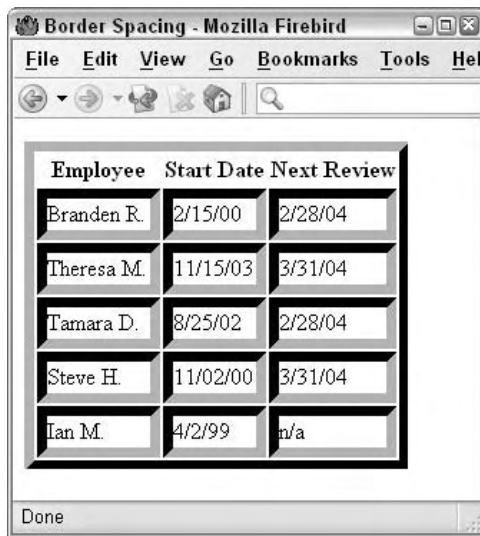 Border Spacing - Mozilla Firebird
File Edit View Go Bookmarks Tools Hel
Employee Start Date Next Review
Branden R. 2/15/00 2/28/04
Theresa M. 11/15/03 3/31/04
Tamara D. 8/25/02 2/28/04
Steve H. 11/02/00 3/31/04
Ian M. 4/2/99 n/a
Done